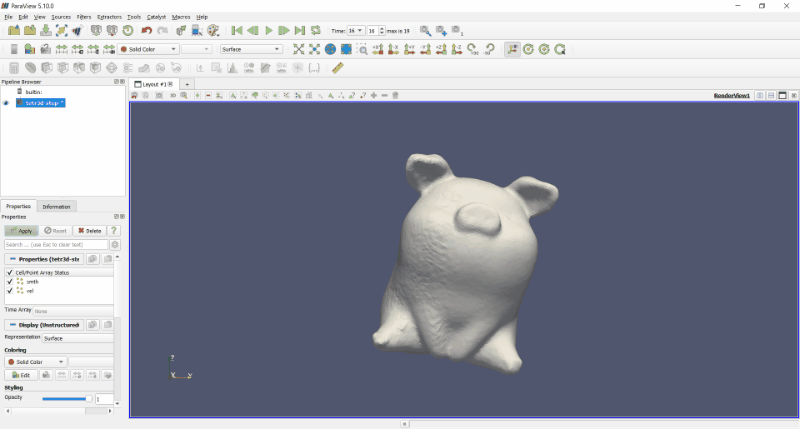 ParaView 5.10.0
File Edit View Sources Filters Extractors Tools Catalyst Macros Help
Time: 16 16 max is 19
Solid Color Surface
Pipeline Browser
Layout #1
builtin:
RenderView1
Properties Information
Properties
Apply Reset Delete ?
Search ... (use Esc to clear text)
Properties (tetr3d-ste
Cell/Point Array Status
smth
vel
Time Array: None
Display (Unstructured
Representation Surface
Coloring
Solid Color
Edit
Styling
Opacity 1